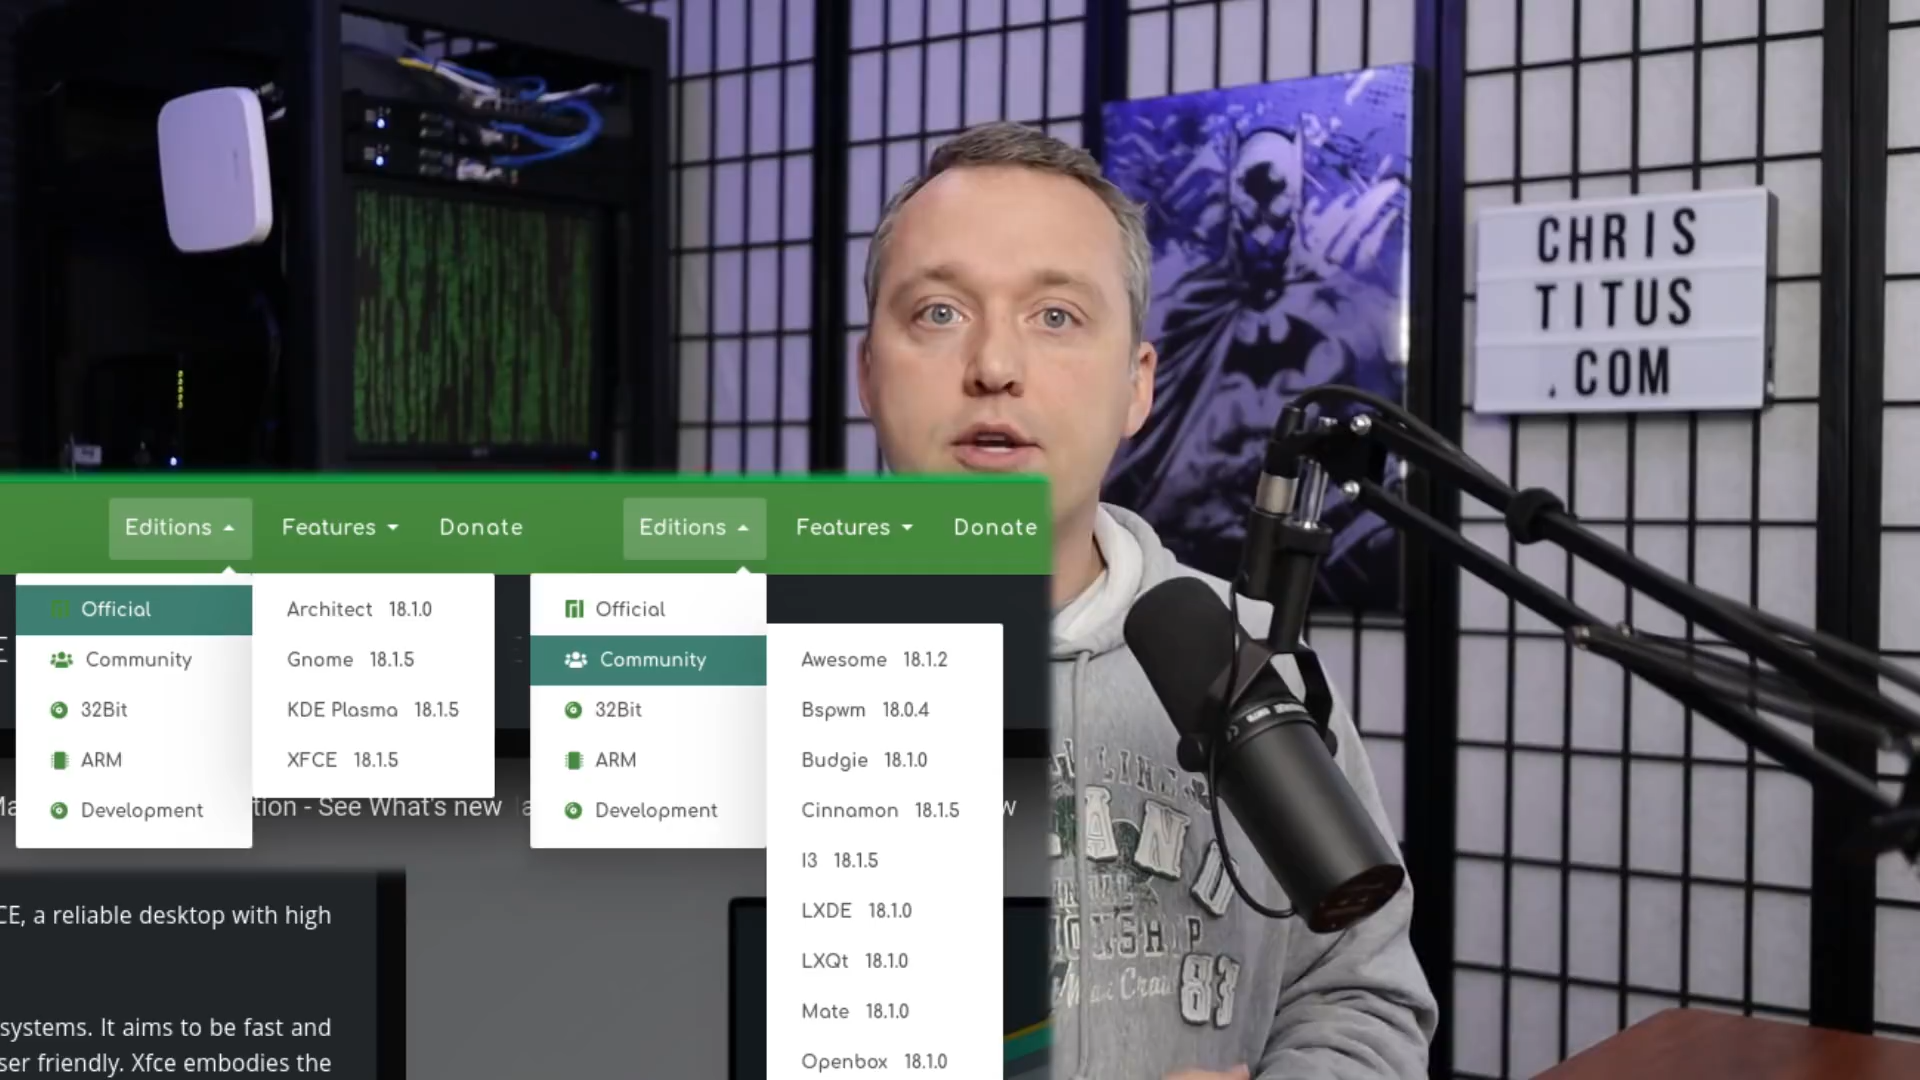 CHRIS
TITUS
.COM
Editions Features Donate
Official
Community
32Bit
ARM
Development
Architect 18.1.0
Gnome 18.1.5
KDE Plasma 18.1.5
XFCE 18.1.5
tion - See What's new
CE, a reliable desktop with high
systems. It aims to be fast and
ser friendly. Xfce embodies the
Editions Features Donate
Official
Community
32Bit
ARM
Development
Awesome 18.1.2
Bspwm 18.0.4
Budgie 18.1.0
Cinnamon 18.1.5
I3 18.1.5
LXDE 18.1.0
LXQt 18.1.0
Mate 18.1.0
Openbox 18.1.0
83